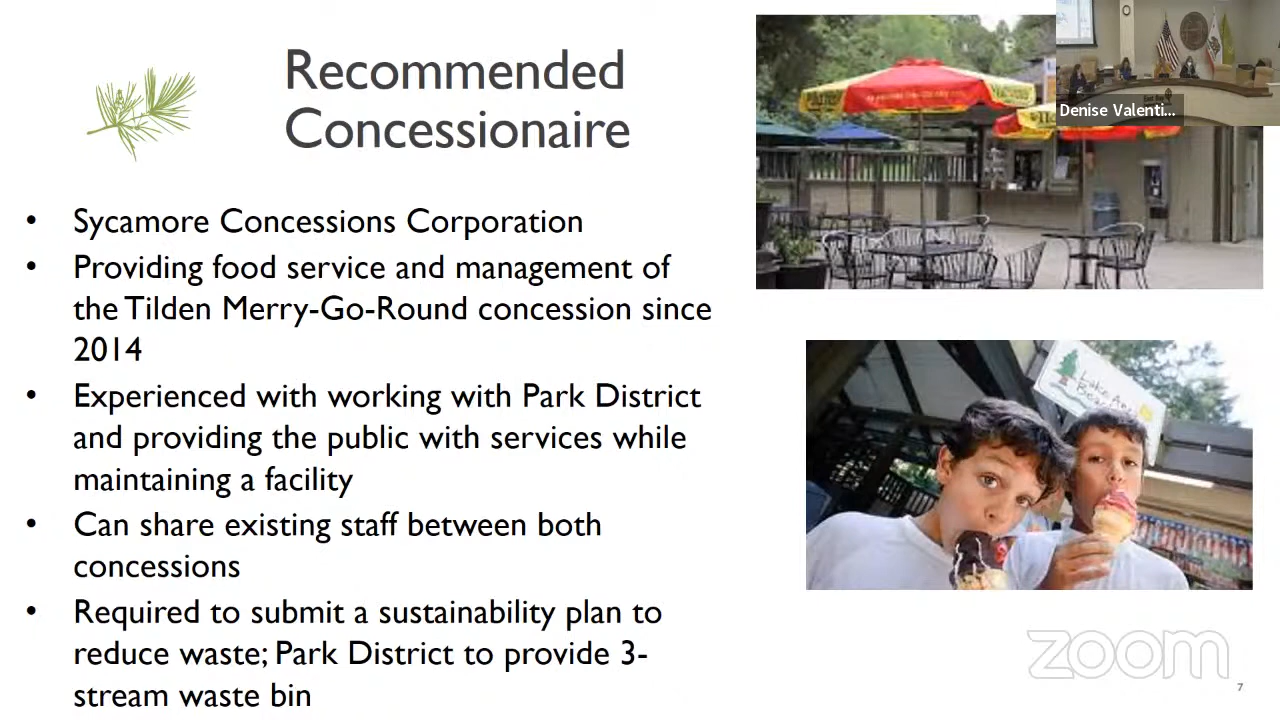 Recommended
Concessionaire
Denise Valenti...
• Sycamore Concessions Corporation
• Providing food service and management of
the Tilden Merry-Go-Round concession since
2014
• Experienced with working with Park District
and providing the public with services while
maintaining a facility
• Can share existing staff between both
concessions
• Required to submit a sustainability plan to
reduce waste; Park District to provide 3-
stream waste bin
Lake Anza
zoom
7